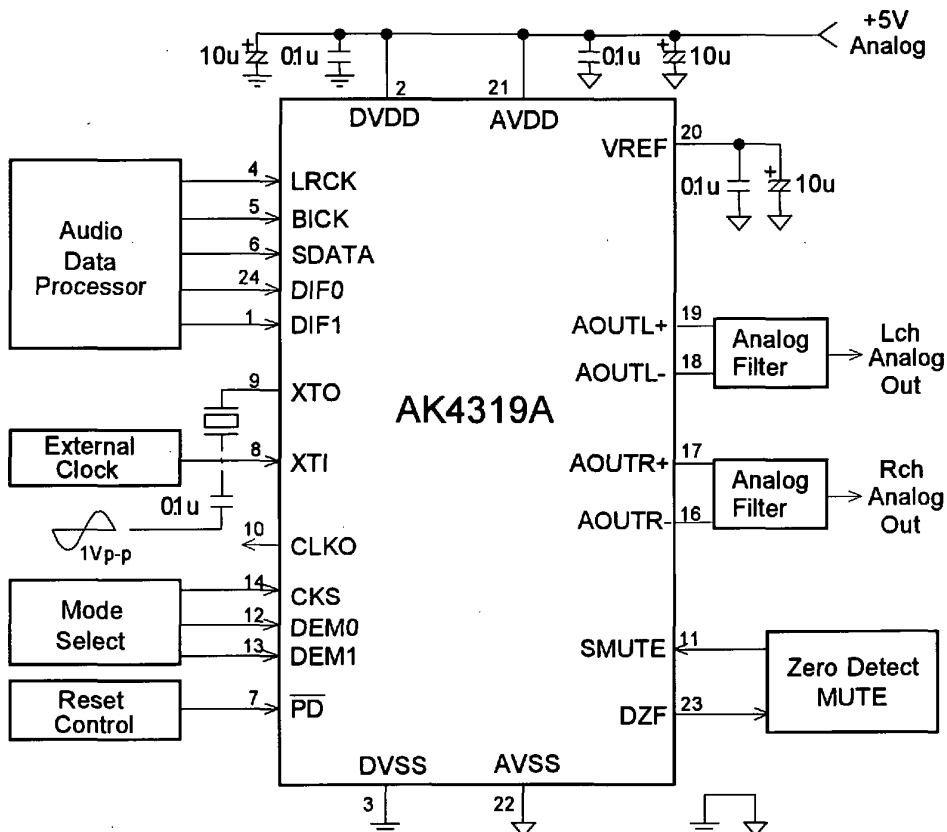 +5V
Analog
10u
0.1u
0.1u
10u
2
21
DVDD
AVDD
VREF
20
0.1u
10u
Audio
Data
Processor
4
LRCK
5
BICK
6
SDATA
24
DIF0
1
DIF1
9
XTO
External
Clock
8
XTI
0.1u
1Vp-p
10
CLKO
Mode
Select
14
CKS
12
DEM0
13
DEM1
Reset
Control
7
PD
AK4319A
AOUTL+
19
AOUTL-
18
Analog
Filter
Lch
Analog
Out
AOUTR+
17
AOUTR-
16
Analog
Filter
Rch
Analog
Out
SMUTE
11
DZF
23
Zero Detect
MUTE
DVSS
AVSS
3
22